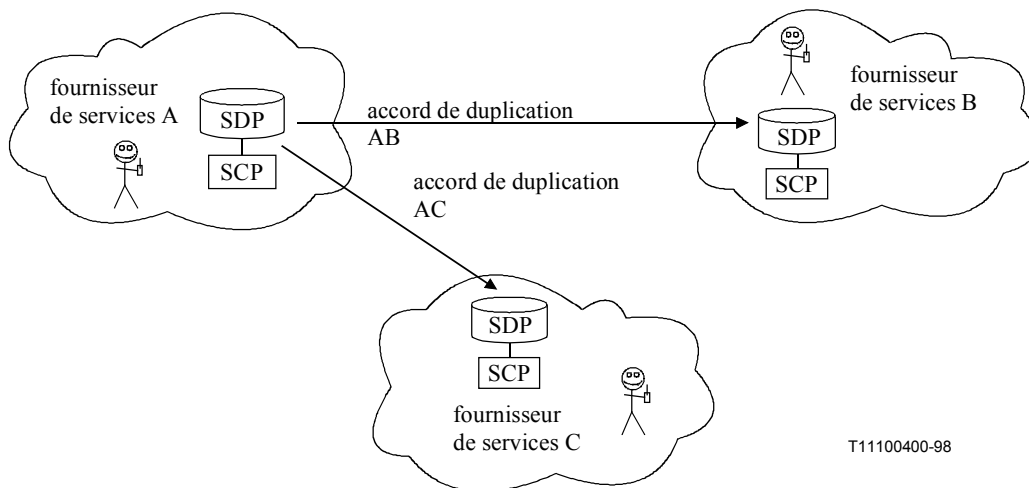 fournisseur
de services A
SDP
SCP
accord de duplication
AB
accord de duplication
AC
fournisseur
de services B
SDP
SCP
SDP
SCP
fournisseur
de services C
T11100400-98